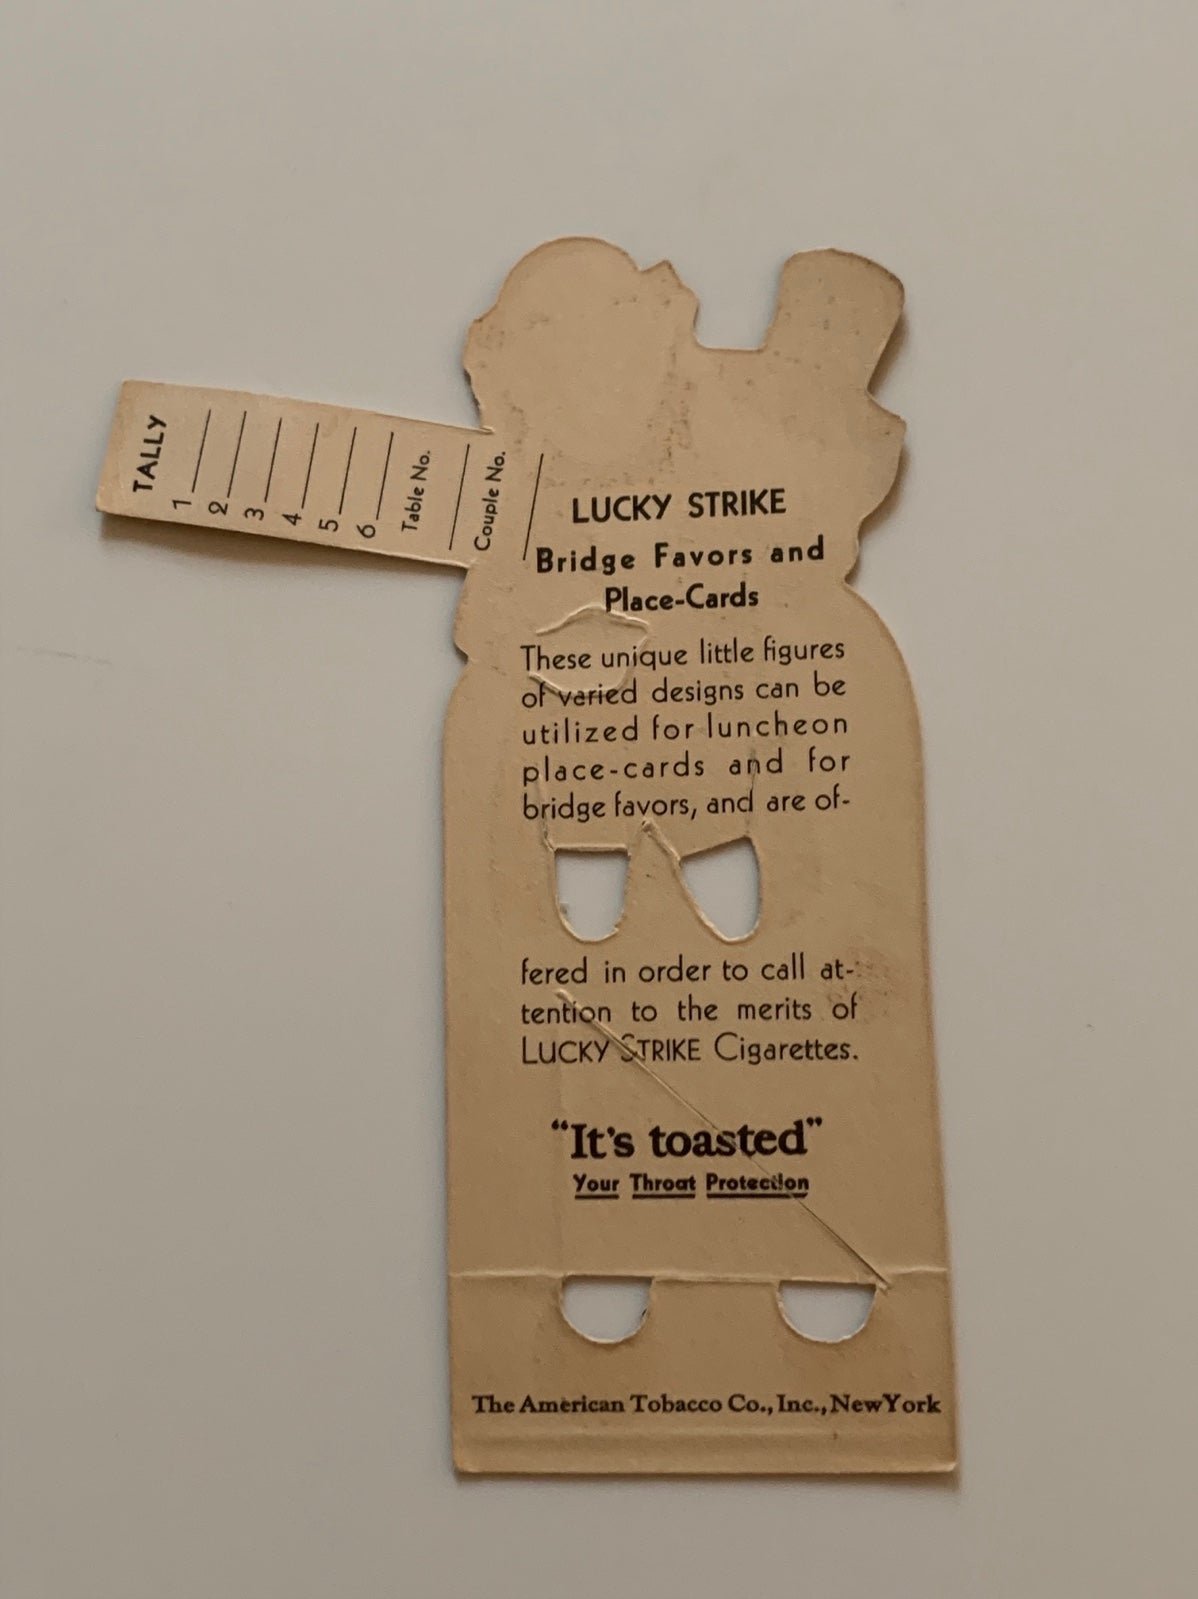 TALLY
1
2
3
4
5
6
Table No.
Couple No.
LUCKY STRIKE
Bridge Favors and
Place-Cards
These unique little figures
of varied designs can be
utilized for luncheon
place-cards and for
bridge favors, and are of-
fered in order to call at-
tention to the merits of
LUCKY STRIKE Cigarettes.
“It's toasted”
Your Throat Protection
The American Tobacco Co., Inc., New York